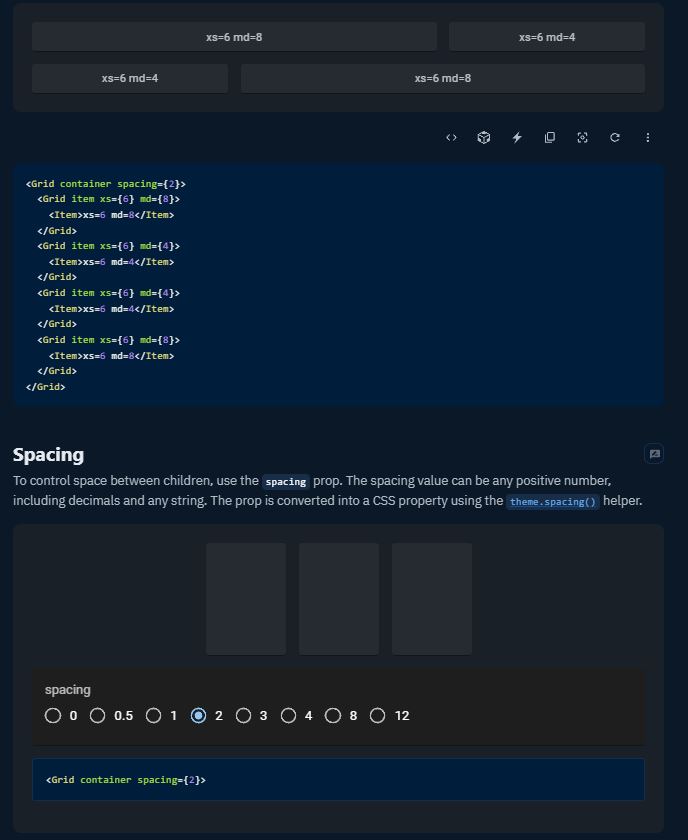 xs=6 md=8 xs=6 md=4
xs=6 md=4 xs=6 md=8
<Grid container spacing={2}>
<Grid item xs={6} md={8}>
<Item>xs=6 md=8</Item>
</Grid>
<Grid item xs={6} md={4}>
<Item>xs=6 md=4</Item>
</Grid>
<Grid item xs={6} md={4}>
<Item>xs=6 md=4</Item>
</Grid>
<Grid item xs={6} md={8}>
<Item>xs=6 md=8</Item>
</Grid>
</Grid>
Spacing
To control space between children, use the spacing prop. The spacing value can be any positive number,
including decimals and any string. The prop is converted into a CSS property using the theme.spacing() helper.
spacing
0 0.5 1 2 3 4 8 12
<Grid container spacing={2}>